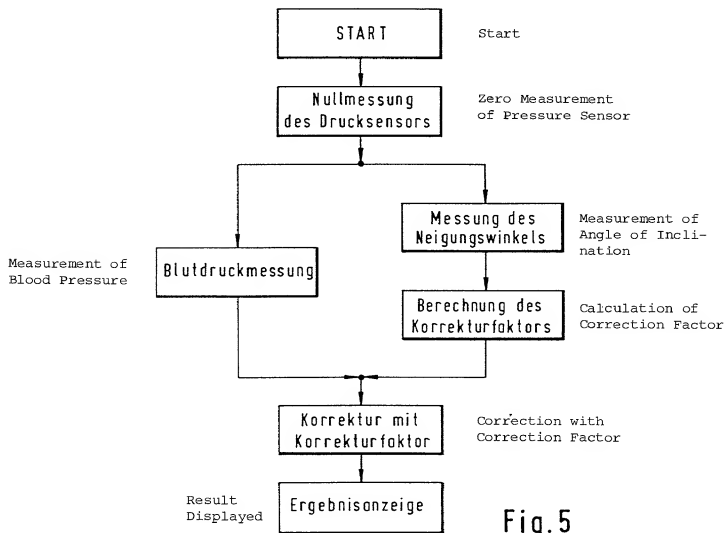 START
Start
Nullmessung
des Drucksensors
Zero Measurement
of Pressure Sensor
Messung des
Neigungswinkels
Measurement of
Angle of Incli-
nation
Measurement of
Blood Pressure
Blutdruckmessung
Berechnung des
Korrekturfaktors
Calculation of
Correction Factor
Korrektur mit
Korrekturfaktor
Correction with
Correction Factor
Result
Displayed
Ergebnisanzeige
Fig.5